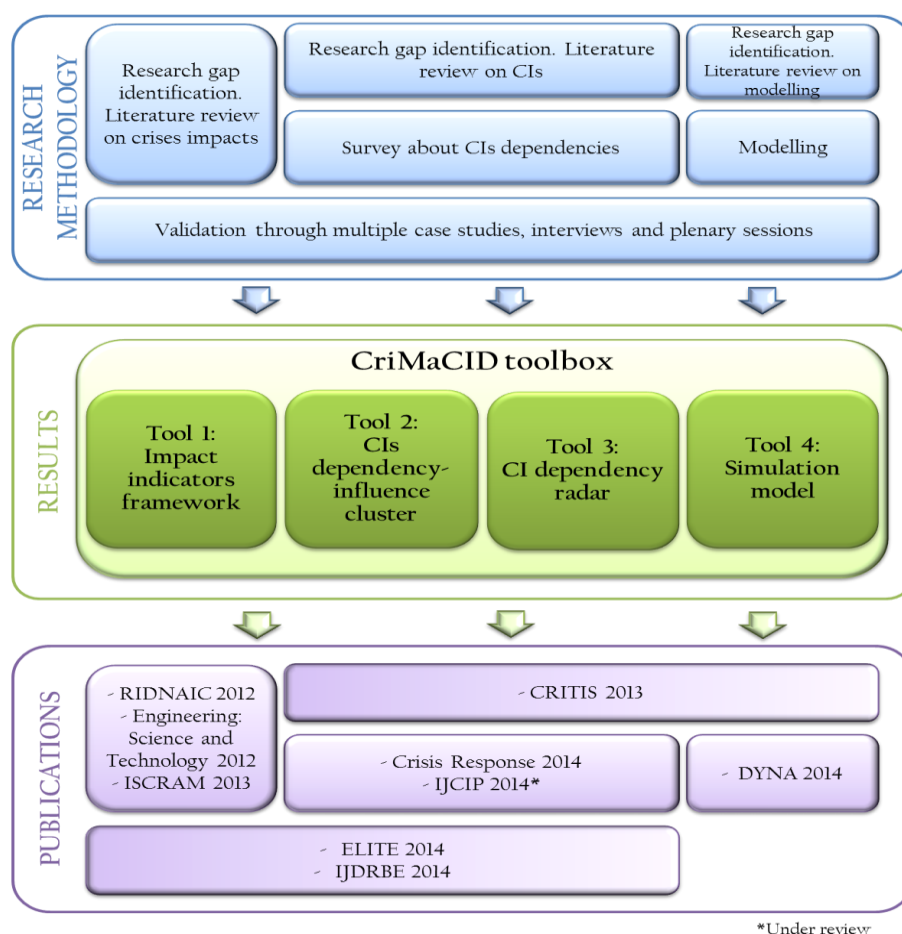 RESEARCH
METHODOLOGY
Research gap
identification.
Literature review
on crises impacts
Research gap identification. Literature
review on CIs
Research gap
identification.
Literature review on
modelling
Survey about CIs dependencies
Modelling
Validation through multiple case studies, interviews and plenary sessions
RESULTS
CriMaCID toolbox
Tool 1:
Impact
indicators
framework
Tool 2:
CIs
dependency-
influence
cluster
Tool 3:
CI dependency
radar
Tool 4:
Simulation
model
PUBLICATIONS
- RIDNAIC 2012
- Engineering:
Science and
Technology 2012
- ISCRAM 2013
- CRITIS 2013
- Crisis Response 2014
- IJCIP 2014*
- DYNA 2014
- ELITE 2014
- IJDRBE 2014
*Under review